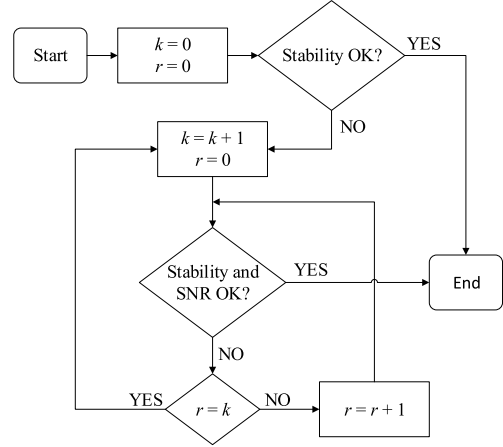 Start
k = 0
r = 0
Stability OK?
YES
NO
k = k + 1
r = 0
Stability and
SNR OK?
YES
End
NO
YES
r = k
NO
r = r + 1